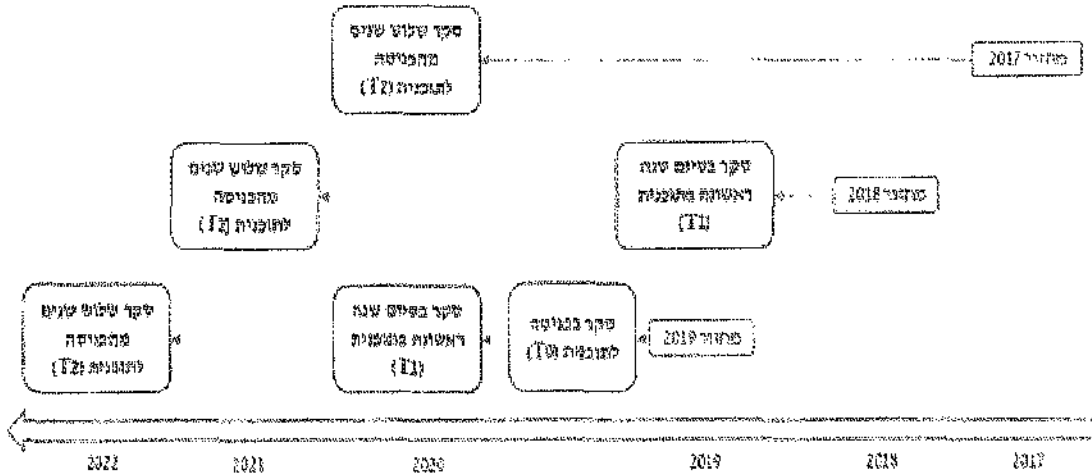 סקר שלוש שנים
מהכניסה
לתוכנית (T2)
מחזור 2017
סקר בסיום שנה
ראשונה בתוכנית
(T1)
מחזור 2018
סקר שלוש שנים
מהכניסה
לתוכנית (T2)
מחזור 2019
סקר בכניסה
לתוכנית (T0)
סקר בסיום שנה
ראשונה בתוכנית
(T1)
סקר שלוש שנים
מהכניסה
לתוכנית (T2)
2017
2018
2019
2020
2021
2022